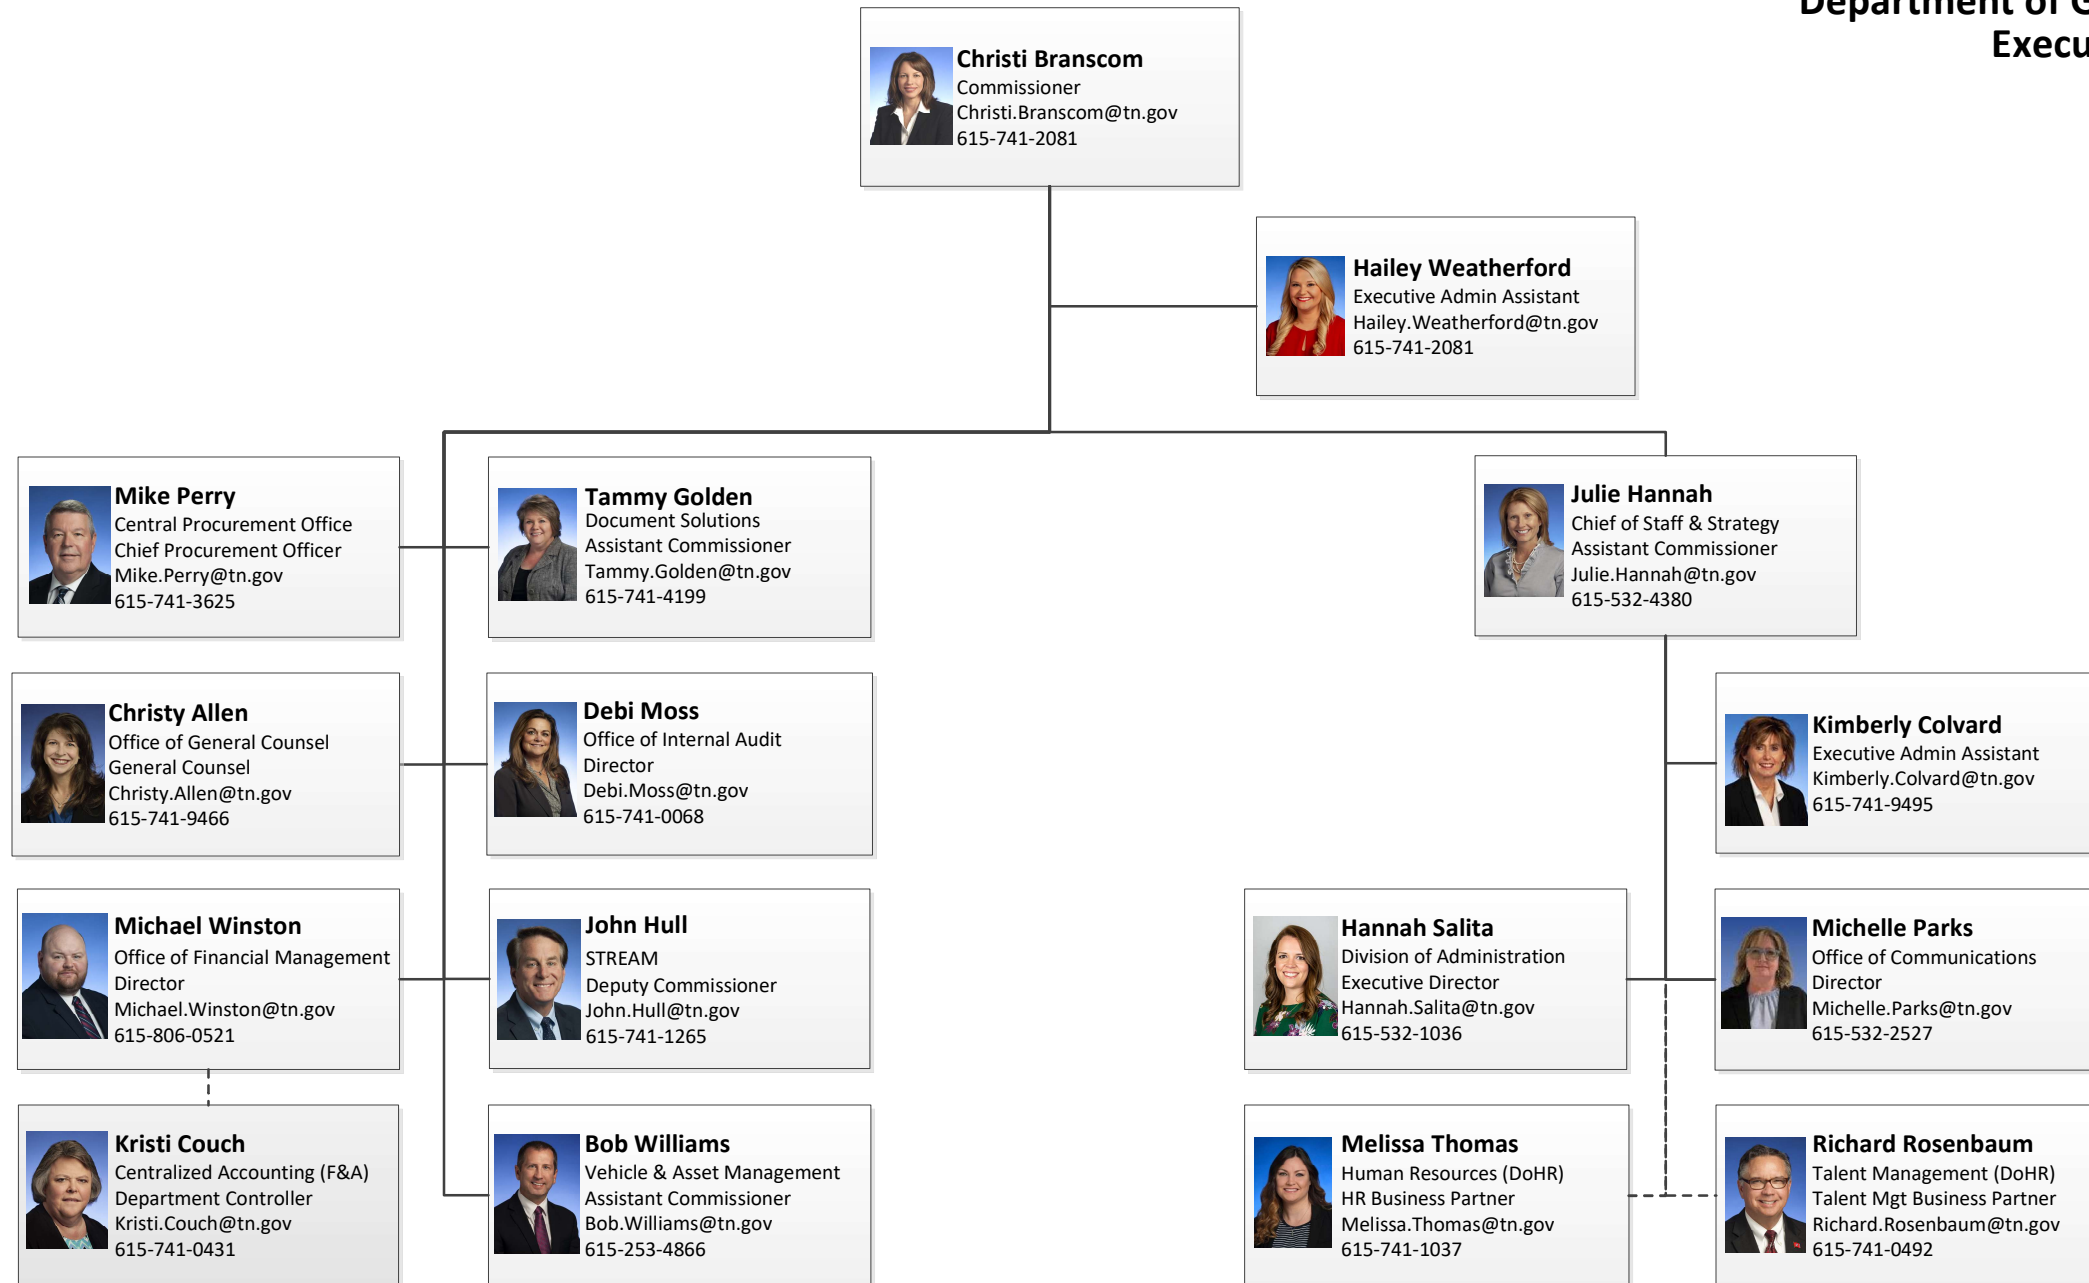 Department of G
Execu
Christi Branscom
Commissioner
Christi.Branscom@tn.gov
615-741-2081
Hailey Weatherford
Executive Admin Assistant
Hailey.Weatherford@tn.gov
615-741-2081
Mike Perry
Central Procurement Office
Chief Procurement Officer
Mike.Perry@tn.gov
615-741-3625
Tammy Golden
Document Solutions
Assistant Commissioner
Tammy.Golden@tn.gov
615-741-4199
Julie Hannah
Chief of Staff & Strategy
Assistant Commissioner
Julie.Hannah@tn.gov
615-532-4380
Christy Allen
Office of General Counsel
General Counsel
Christy.Allen@tn.gov
615-741-9466
Debi Moss
Office of Internal Audit
Director
Debi.Moss@tn.gov
615-741-0068
Kimberly Colvard
Executive Admin Assistant
Kimberly.Colvard@tn.gov
615-741-9495
Michael Winston
Office of Financial Management
Director
Michael.Winston@tn.gov
615-806-0521
John Hull
STREAM
Deputy Commissioner
John.Hull@tn.gov
615-741-1265
Hannah Salita
Division of Administration
Executive Director
Hannah.Salita@tn.gov
615-532-1036
Michelle Parks
Office of Communications
Director
Michelle.Parks@tn.gov
615-532-2527
Kristi Couch
Centralized Accounting (F&A)
Department Controller
Kristi.Couch@tn.gov
615-741-0431
Bob Williams
Vehicle & Asset Management
Assistant Commissioner
Bob.Williams@tn.gov
615-253-4866
Melissa Thomas
Human Resources (DoHR)
HR Business Partner
Melissa.Thomas@tn.gov
615-741-1037
Richard Rosenbaum
Talent Management (DoHR)
Talent Mgt Business Partner
Richard.Rosenbaum@tn.gov
615-741-0492